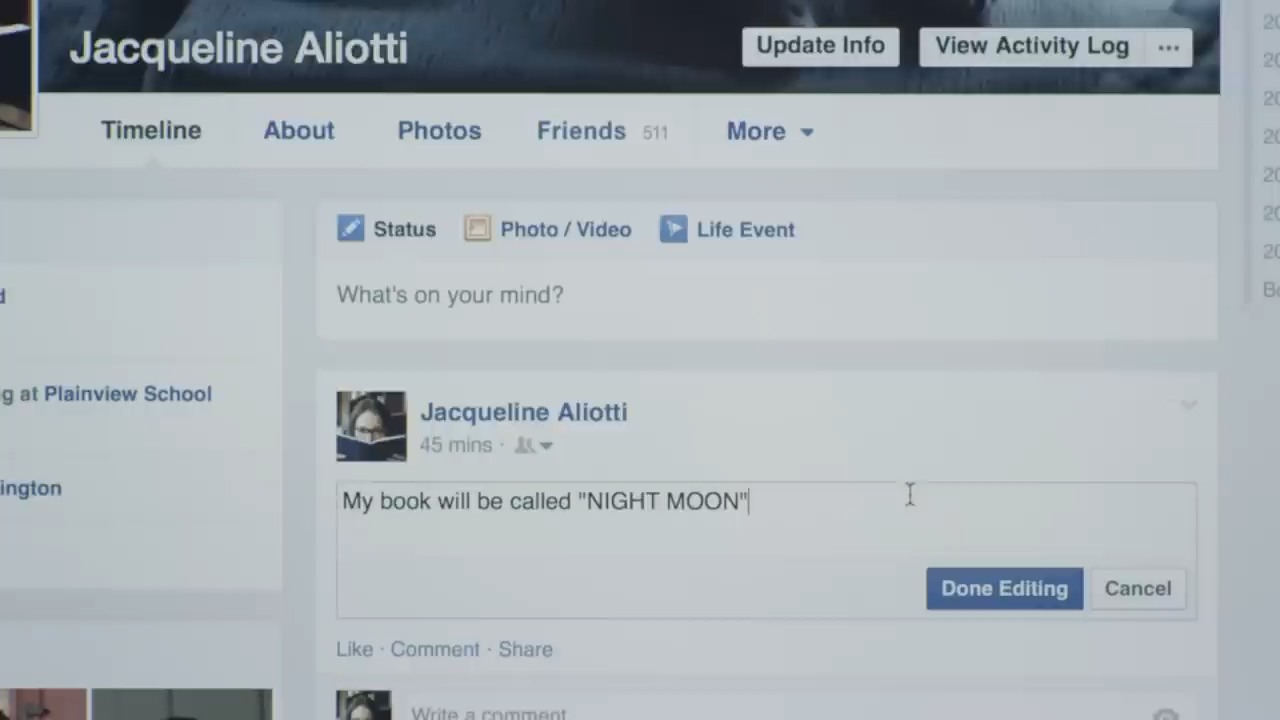 Jacqueline Aliotti
Update Info
View Activity Log ...
Timeline About Photos Friends 511 More
Status Photo / Video Life Event
What's on your mind?
g at Plainview School
ington
Jacqueline Aliotti
45 mins ·
My book will be called "NIGHT MOON"
Done Editing Cancel
Like · Comment · Share
Write a comment